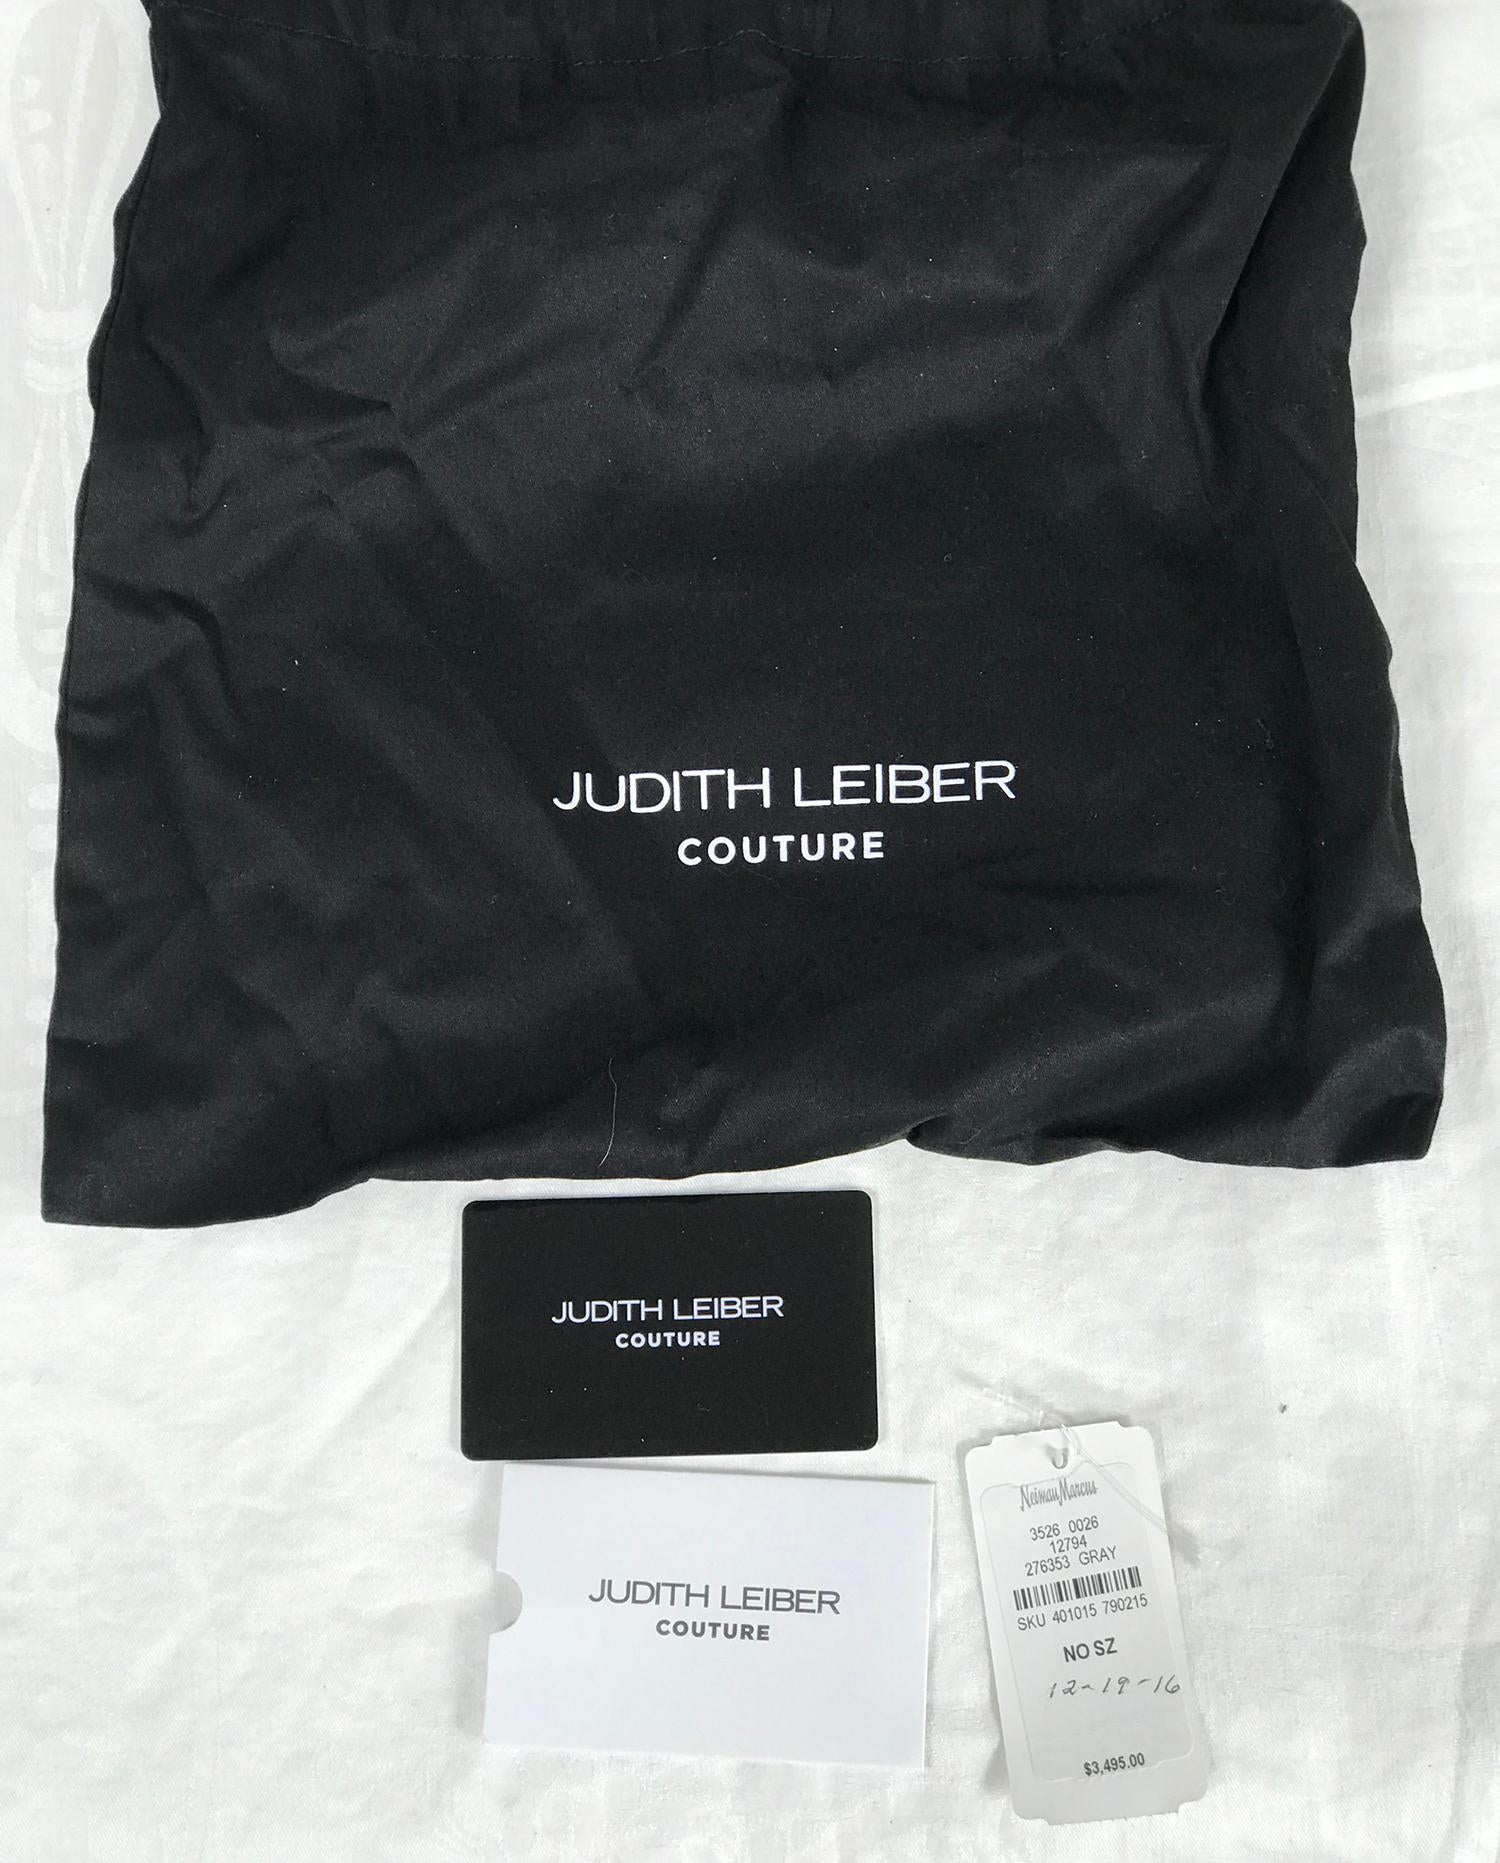 JUDITH LEIBER
COUTURE
JUDITH LEIBER
COUTURE
JUDITH LEIBER
COUTURE
Neiman Marcus
3526 0026
12794
276353 GRAY
SKU 401015 790215
NO SZ
12-19-16
$3,495.00